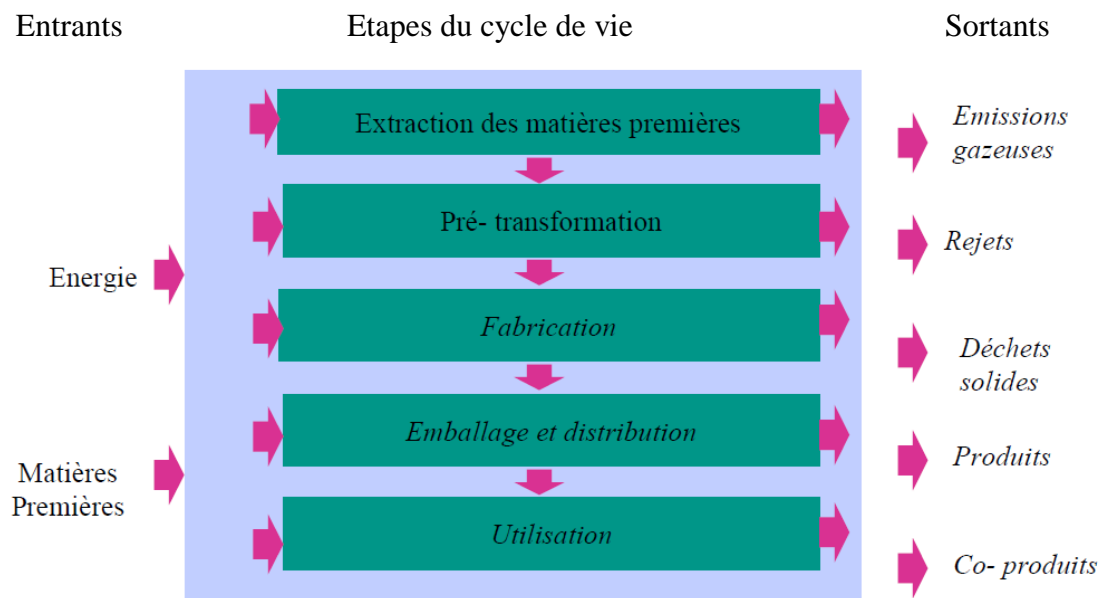 Entrants
Etapes du cycle de vie
Sortants
Extraction des matières premières
Emissions
gazeuses
Pré- transformation
Rejets
Energie
Fabrication
Déchets
solides
Emballage et distribution
Produits
Matières
Premières
Utilisation
Co- produits